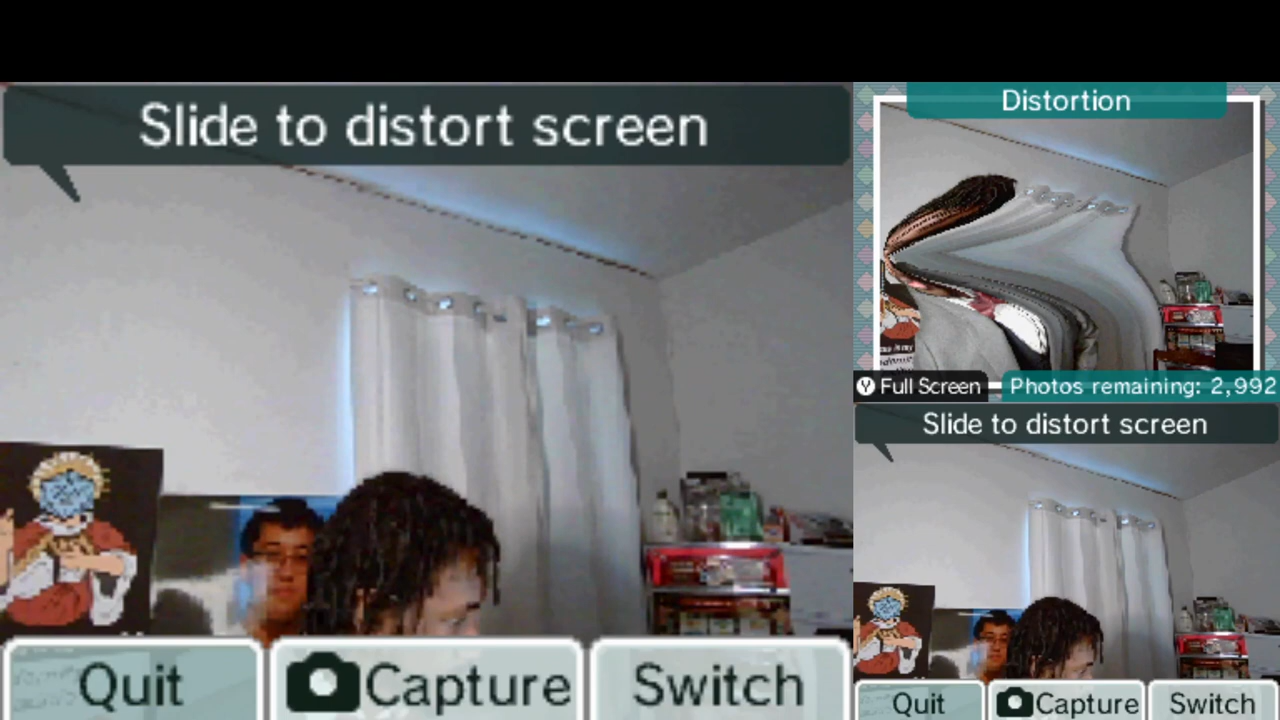 Slide to distort screen
Quit
Capture
Switch
Distortion
Y Full Screen
Photos remaining: 2,992
Slide to distort screen
Quit
Capture
Switch